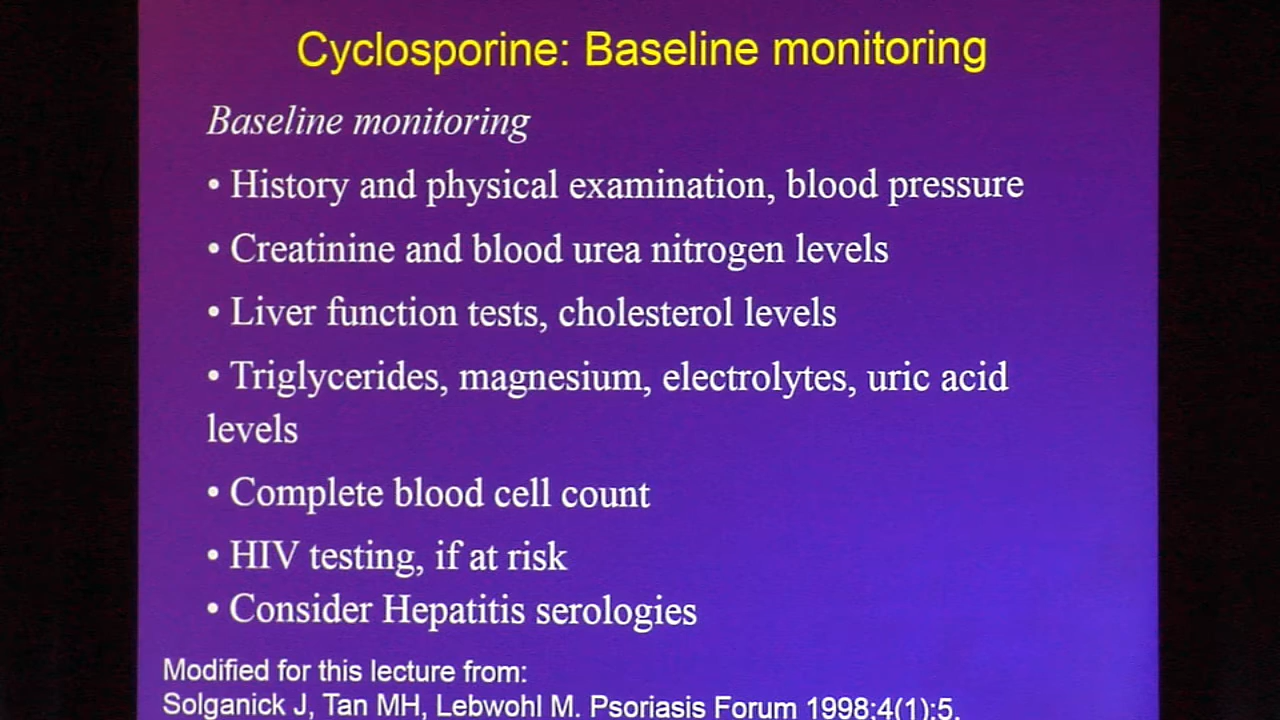 Cyclosporine: Baseline monitoring
Baseline monitoring
• History and physical examination, blood pressure
• Creatinine and blood urea nitrogen levels
• Liver function tests, cholesterol levels
• Triglycerides, magnesium, electrolytes, uric acid
levels
• Complete blood cell count
• HIV testing, if at risk
• Consider Hepatitis serologies
Modified for this lecture from:
Solganick J, Tan MH, Lebwohl M. Psoriasis Forum 1998;4(1):5.